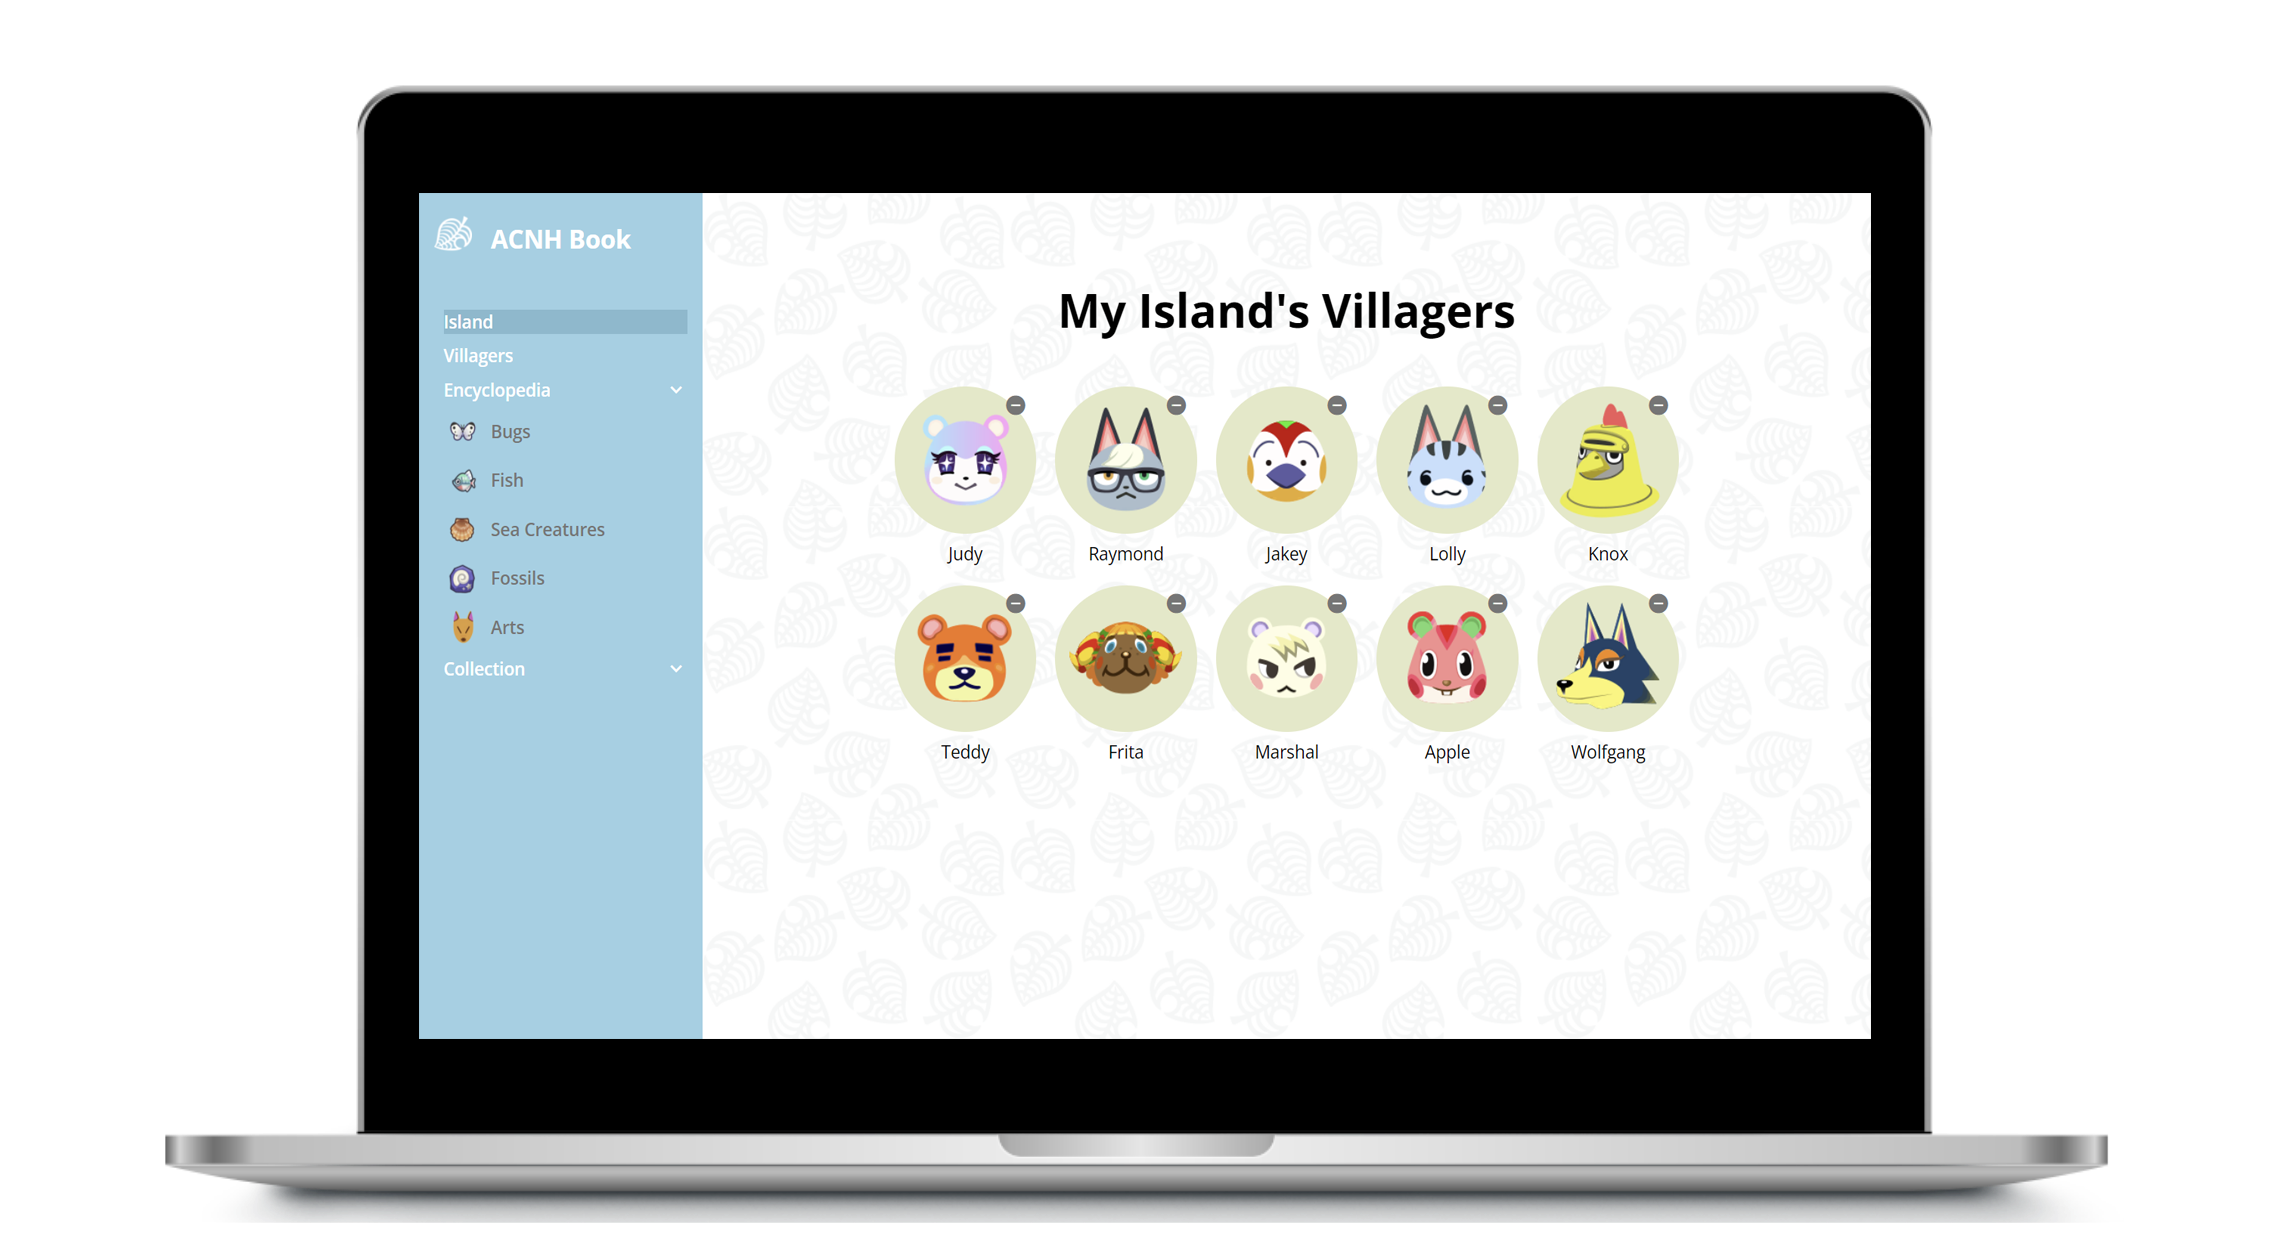 ACNH Book
Island
Villagers
Encyclopedia
Bugs
Fish
Sea Creatures
Fossils
Arts
Collection
My Island's Villagers
Judy
Raymond
Jakey
Lolly
Knox
Teddy
Frita
Marshal
Apple
Wolfgang